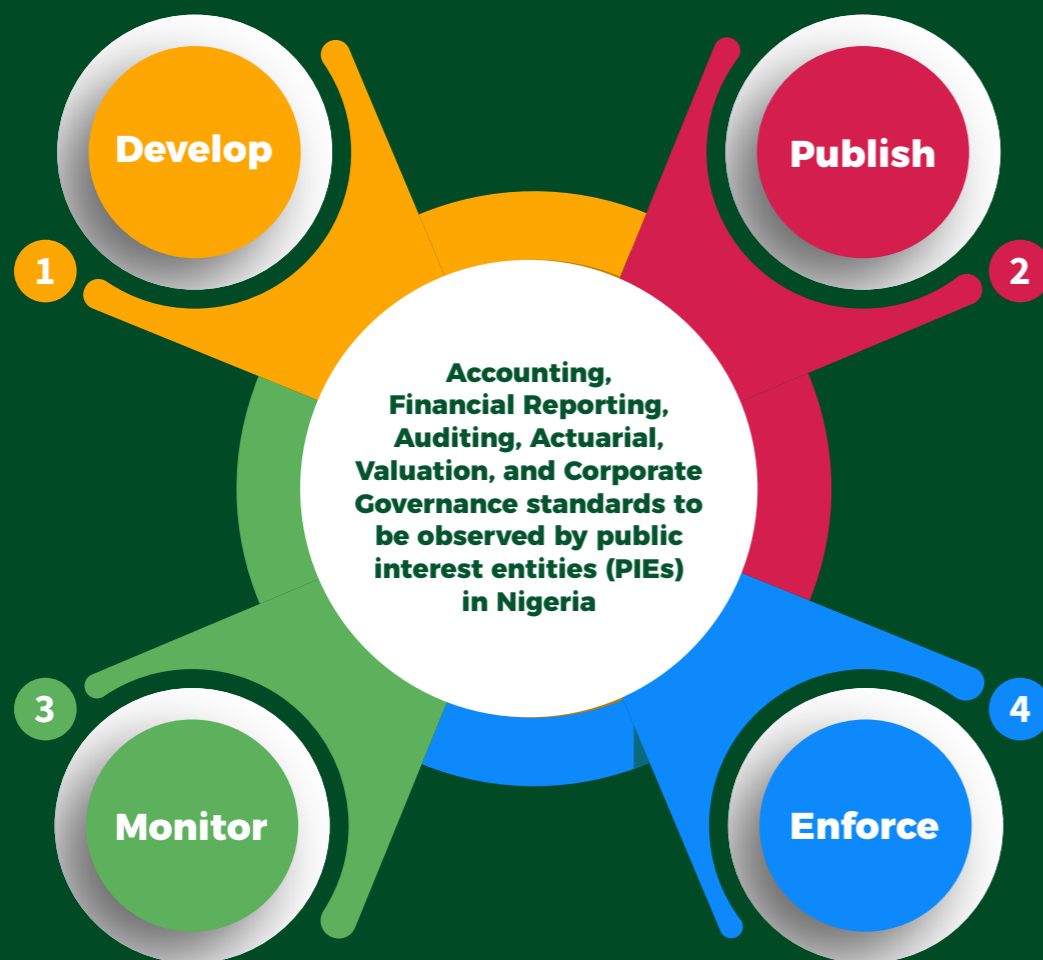 Develop
1
Publish
2
Accounting,
Financial Reporting,
Auditing, Actuarial,
Valuation, and Corporate
Governance standards to
be observed by public
interest entities (PIEs)
in Nigeria
3
Monitor
4
Enforce